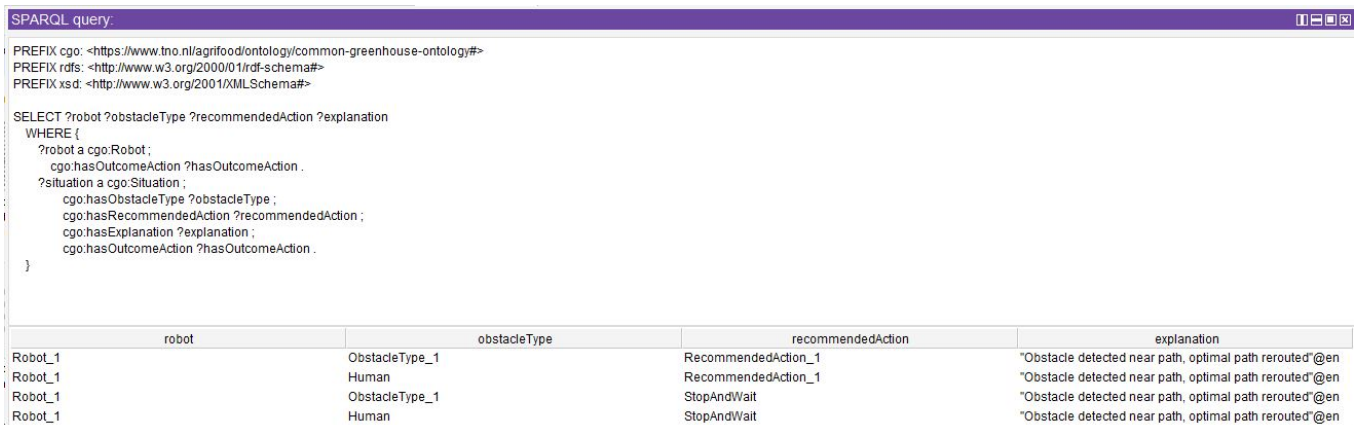 SPARQL query:
PREFIX cgo: <https://www.tno.nl/agrifood/ontology/common-greenhouse-ontology#>
PREFIX rdfs: <http://www.w3.org/2000/01/rdf-schema#>
PREFIX xsd: <http://www.w3.org/2001/XMLSchema#>
SELECT ?robot ?obstacleType ?recommendedAction ?explanation
WHERE {
?robot a cgo:Robot ;
cgo:hasOutcomeAction ?hasOutcomeAction .
?situation a cgo:Situation ;
cgo:hasObstacleType ?obstacleType ;
cgo:hasRecommendedAction ?recommendedAction ;
cgo:hasExplanation ?explanation ;
cgo:hasOutcomeAction ?hasOutcomeAction .
}
robot obstacleType recommendedAction explanation
Robot_1 ObstacleType_1 RecommendedAction_1 "Obstacle detected near path, optimal path rerouted"@en
Robot_1 Human RecommendedAction_1 "Obstacle detected near path, optimal path rerouted"@en
Robot_1 ObstacleType_1 StopAndWait "Obstacle detected near path, optimal path rerouted"@en
Robot_1 Human StopAndWait "Obstacle detected near path, optimal path rerouted"@en